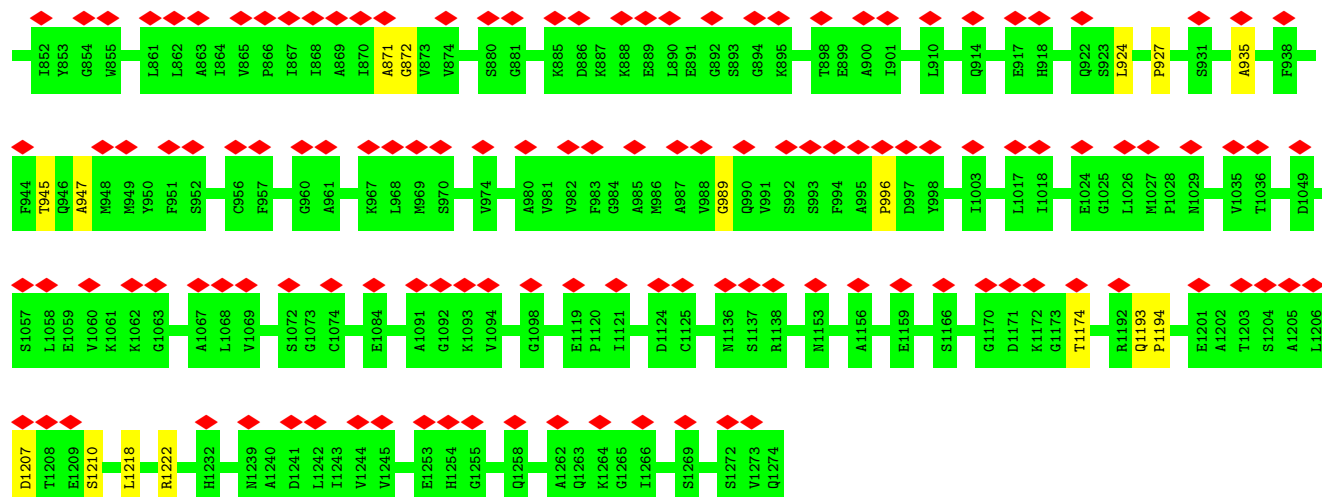 I852 Y853 G854 W855 L861 L862 A863 I864 V865 P866 I867 I868 A869 I870 A871 G872 V873 V874 S880 G881 K885 D886 K887 K888 E889 L890 E891 G892 S893 G894 K895 T898 E899 A900 I901 L910 Q914 E917 H918 Q922 S923 L924 P927 S931 A935 F938
F944 T945 Q946 A947 M948 M949 Y950 F951 S952 C956 F957 G960 A961 K967 L968 M969 S970 V974 A980 V981 V982 F983 G984 A985 M986 A987 V988 G989 Q990 V991 S992 S993 F994 A995 P996 D997 Y998 I1003 L1017 I1018 E1024 G1025 L1026 M1027 P1028 N1029 V1035 T1036 D1049
S1057 L1058 E1059 V1060 K1061 K1062 G1063 A1067 L1068 V1069 S1072 G1073 C1074 E1084 A1091 G1092 K1093 V1094 G1098 E1119 P1120 I1121 D1124 C1125 N1136 S1137 R1138 N1153 A1156 E1159 S1166 G1170 D1171 K1172 G1173 T1174 R1192 Q1193 P1194 E1201 A1202 T1203 S1204 A1205 L1206
D1207 T1208 E1209 S1210 L1218 R1222 H1232 N1239 A1240 D1241 L1242 I1243 V1244 V1245 E1253 H1254 G1255 Q1258 A1262 Q1263 K1264 G1265 I1266 S1269 S1272 V1273 Q1274